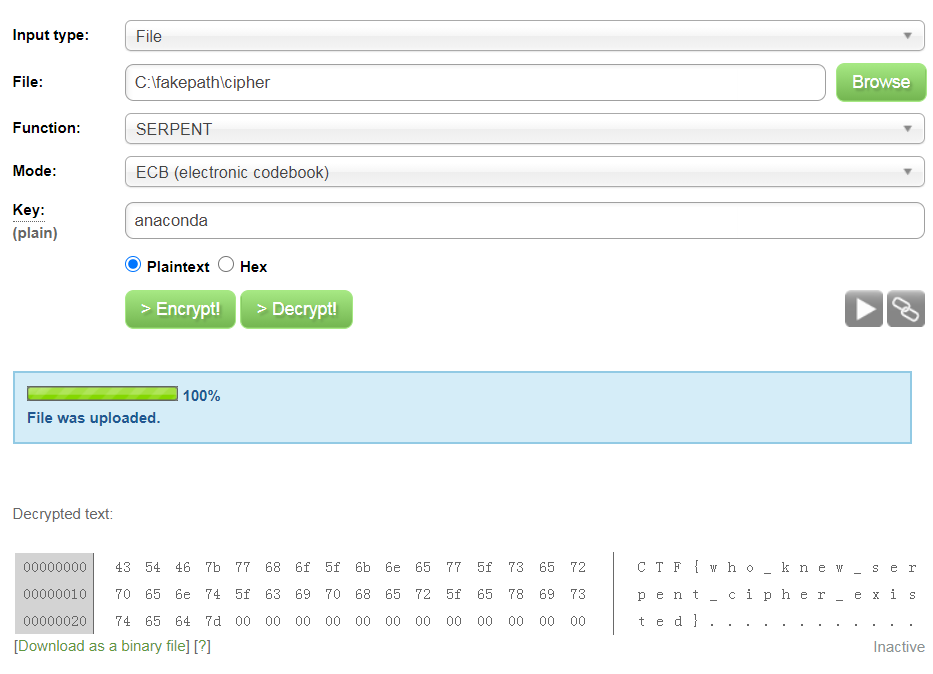 Input type: File
File: C:\fakepath\cipher Browse
Function: SERPENT
Mode: ECB (electronic codebook)
Key: anaconda
(plain)
Plaintext Hex
> Encrypt! > Decrypt!
100%
File was uploaded.
Decrypted text:
00000000 43 54 46 7b 77 68 6f 5f 6b 6e 65 77 5f 73 65 72 C T F { w h o _ k n e w _ s e r
00000010 70 65 6e 74 5f 63 69 70 68 65 72 5f 65 78 69 73 p e n t _ c i p h e r _ e x i s
00000020 74 65 64 7d 00 00 00 00 00 00 00 00 00 00 00 00 t e d } . . . . . . . . . . . .
[Download as a binary file] [?] Inactive